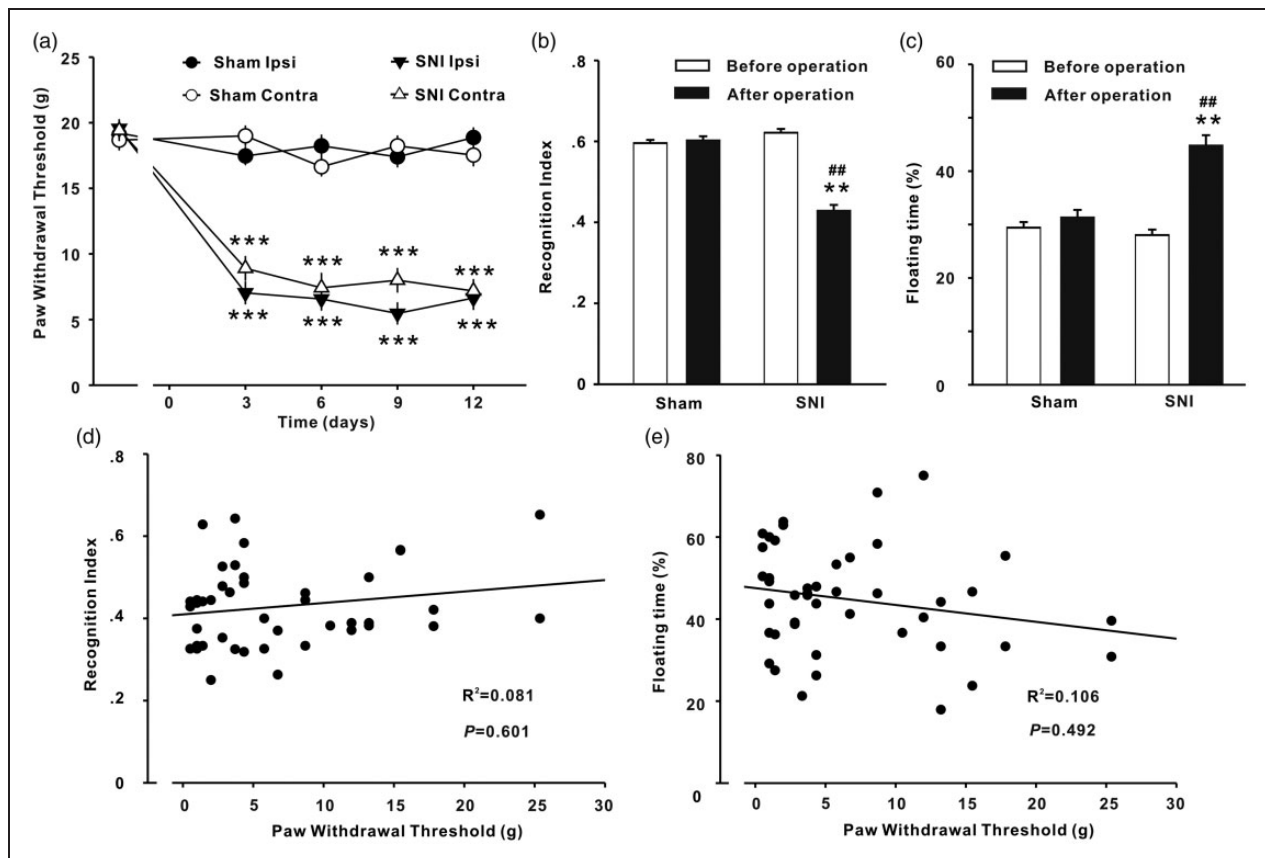 (a)
25
20
15
10
5
0
Paw Withdrawal Threshold (g)
Sham Ipsi
SNI Ipsi
Sham Contra
SNI Contra
*** *** *** ***
*** *** *** ***
0 3 6 9 12
Time (days)
(b)
.8
.6
.4
.2
0
Recognition Index
Before operation
After operation
##
**
Sham SNI
(c)
60
40
20
0
Floating time (%)
Before operation
After operation
##
**
Sham SNI
(d)
.8
.6
.4
.2
0
Recognition Index
R²=0.081
P=0.601
0 5 10 15 20 25 30
Paw Withdrawal Threshold (g)
(e)
80
60
40
20
0
Floating time (%)
R²=0.106
P=0.492
0 5 10 15 20 25 30
Paw Withdrawal Threshold (g)